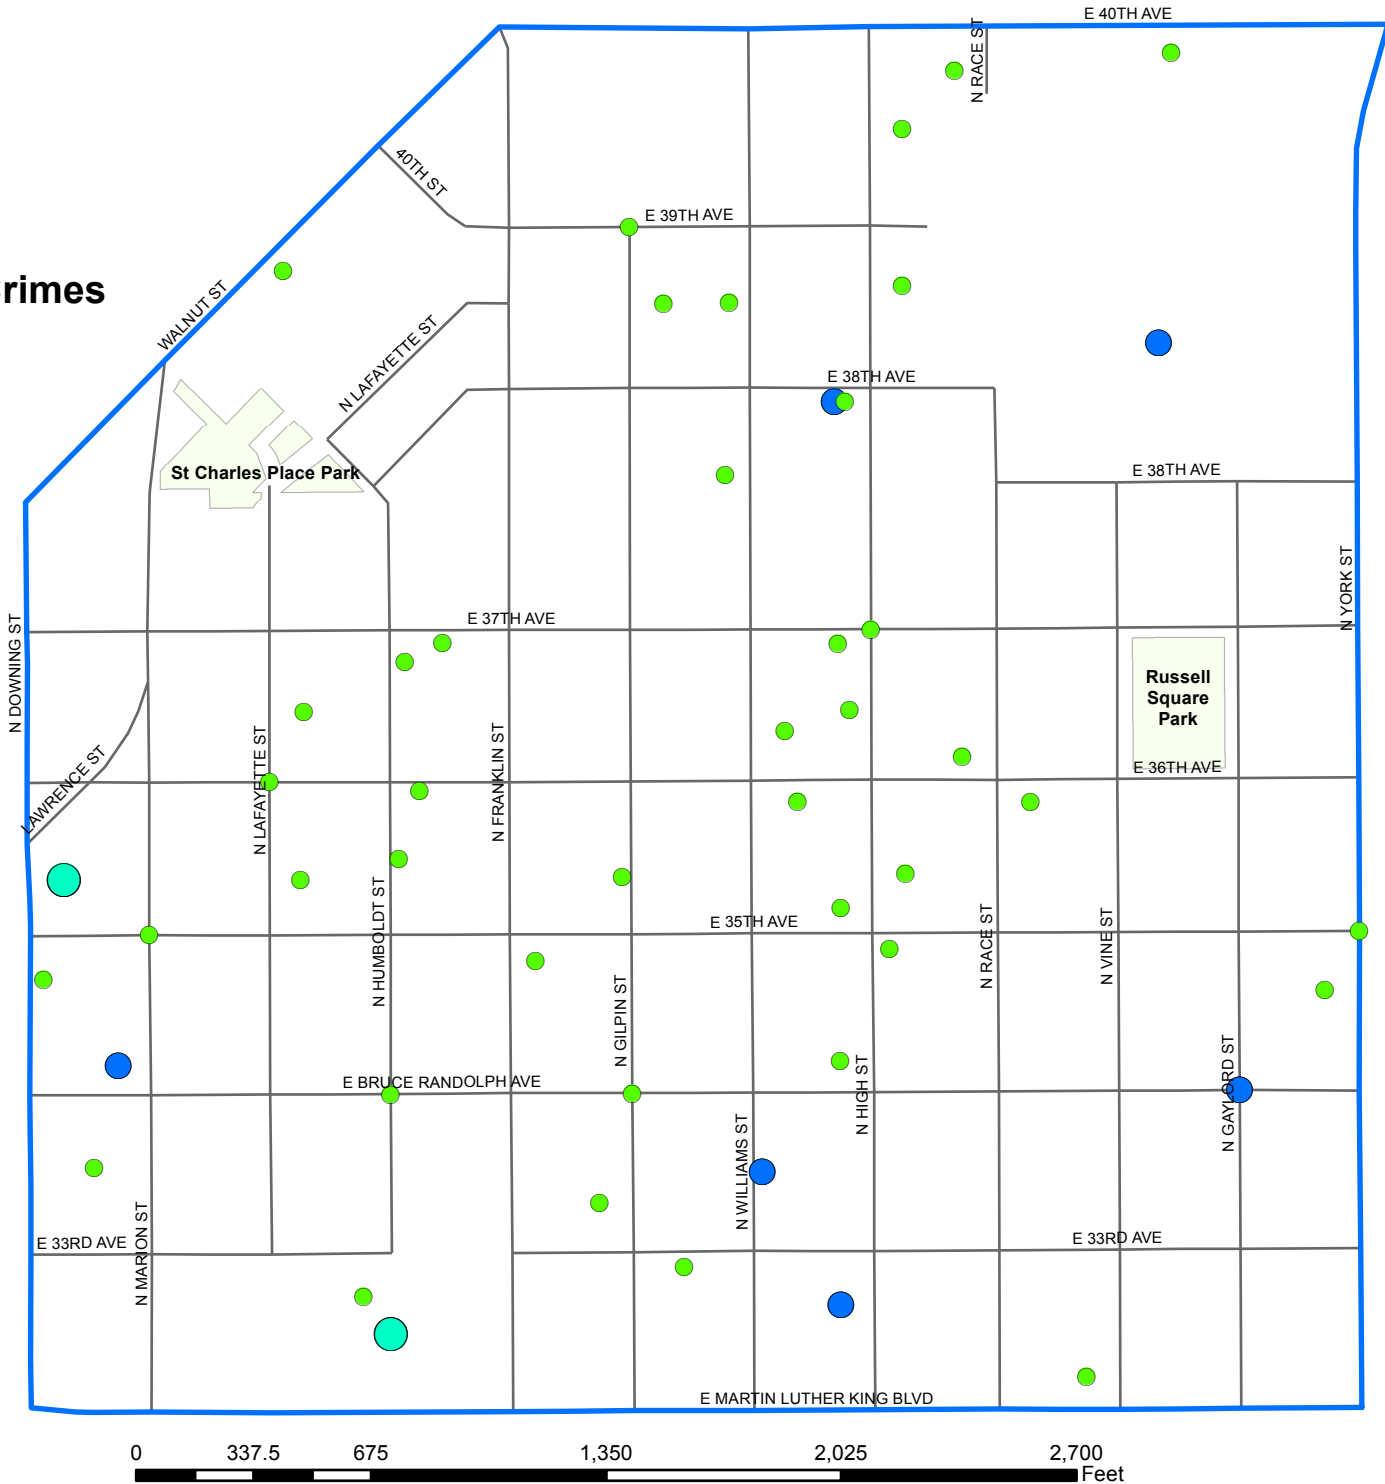 E 40TH AVE
N RACE ST
40TH ST
E 39TH AVE
rimes
WALNUT ST
N LAFAYETTE ST
E 38TH AVE
St Charles Place Park
E 38TH AVE
N YORK ST
E 37TH AVE
N DOWNING ST
Russell
Square
Park
LAWRENCE ST
N LAFAYETTE ST
N FRANKLIN ST
E 36TH AVE
N HUMBOLDT ST
E 35TH AVE
N RACE ST
N VINE ST
N GILPIN ST
E BRUCE RANDOLPH AVE
N HIGH ST
N GAYLORD ST
N WILLIAMS ST
E 33RD AVE
N MARION ST
E 33RD AVE
E MARTIN LUTHER KING BLVD
0 337.5 675 1,350 2,025 2,700
Feet